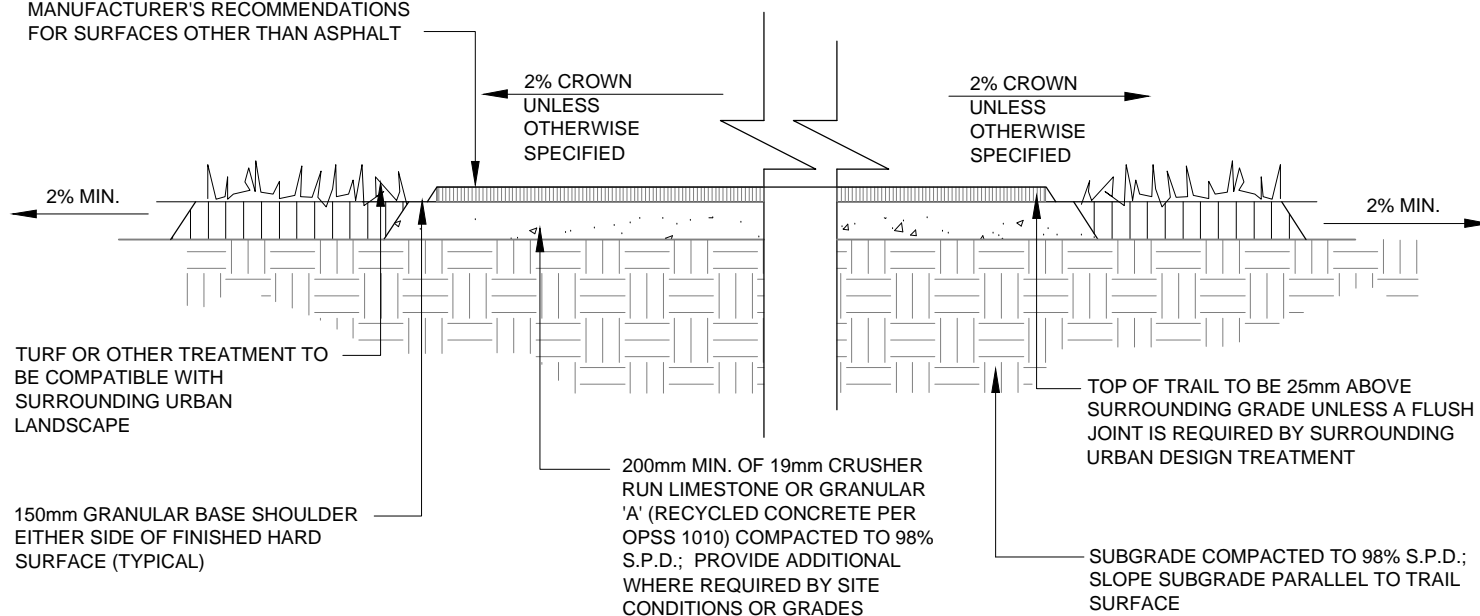 MANUFACTURER'S RECOMMENDATIONS
FOR SURFACES OTHER THAN ASPHALT
2% CROWN
UNLESS
OTHERWISE
SPECIFIED
2% CROWN
UNLESS
OTHERWISE
SPECIFIED
2% MIN.
2% MIN.
TURF OR OTHER TREATMENT TO
BE COMPATIBLE WITH
SURROUNDING URBAN
LANDSCAPE
150mm GRANULAR BASE SHOULDER
EITHER SIDE OF FINISHED HARD
SURFACE (TYPICAL)
200mm MIN. OF 19mm CRUSHER
RUN LIMESTONE OR GRANULAR
'A' (RECYCLED CONCRETE PER
OPSS 1010) COMPACTED TO 98%
S.P.D.; PROVIDE ADDITIONAL
WHERE REQUIRED BY SITE
CONDITIONS OR GRADES
TOP OF TRAIL TO BE 25mm ABOVE
SURROUNDING GRADE UNLESS A FLUSH
JOINT IS REQUIRED BY SURROUNDING
URBAN DESIGN TREATMENT
SUBGRADE COMPACTED TO 98% S.P.D.;
SLOPE SUBGRADE PARALLEL TO TRAIL
SURFACE